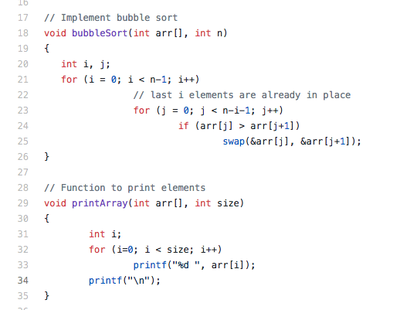 16
17 // Implement bubble sort
18 void bubbleSort(int arr[], int n)
19 {
20    int i, j;
21    for (i = 0; i < n-1; i++)
22                // last i elements are already in place
23                for (j = 0; j < n-i-1; j++)
24                        if (arr[j] > arr[j+1])
25                                swap(&arr[j], &arr[j+1]);
26 }
27
28 // Function to print elements
29 void printArray(int arr[], int size)
30 {
31        int i;
32        for (i=0; i < size; i++)
33                printf("%d ", arr[i]);
34        printf("\n");
35 }